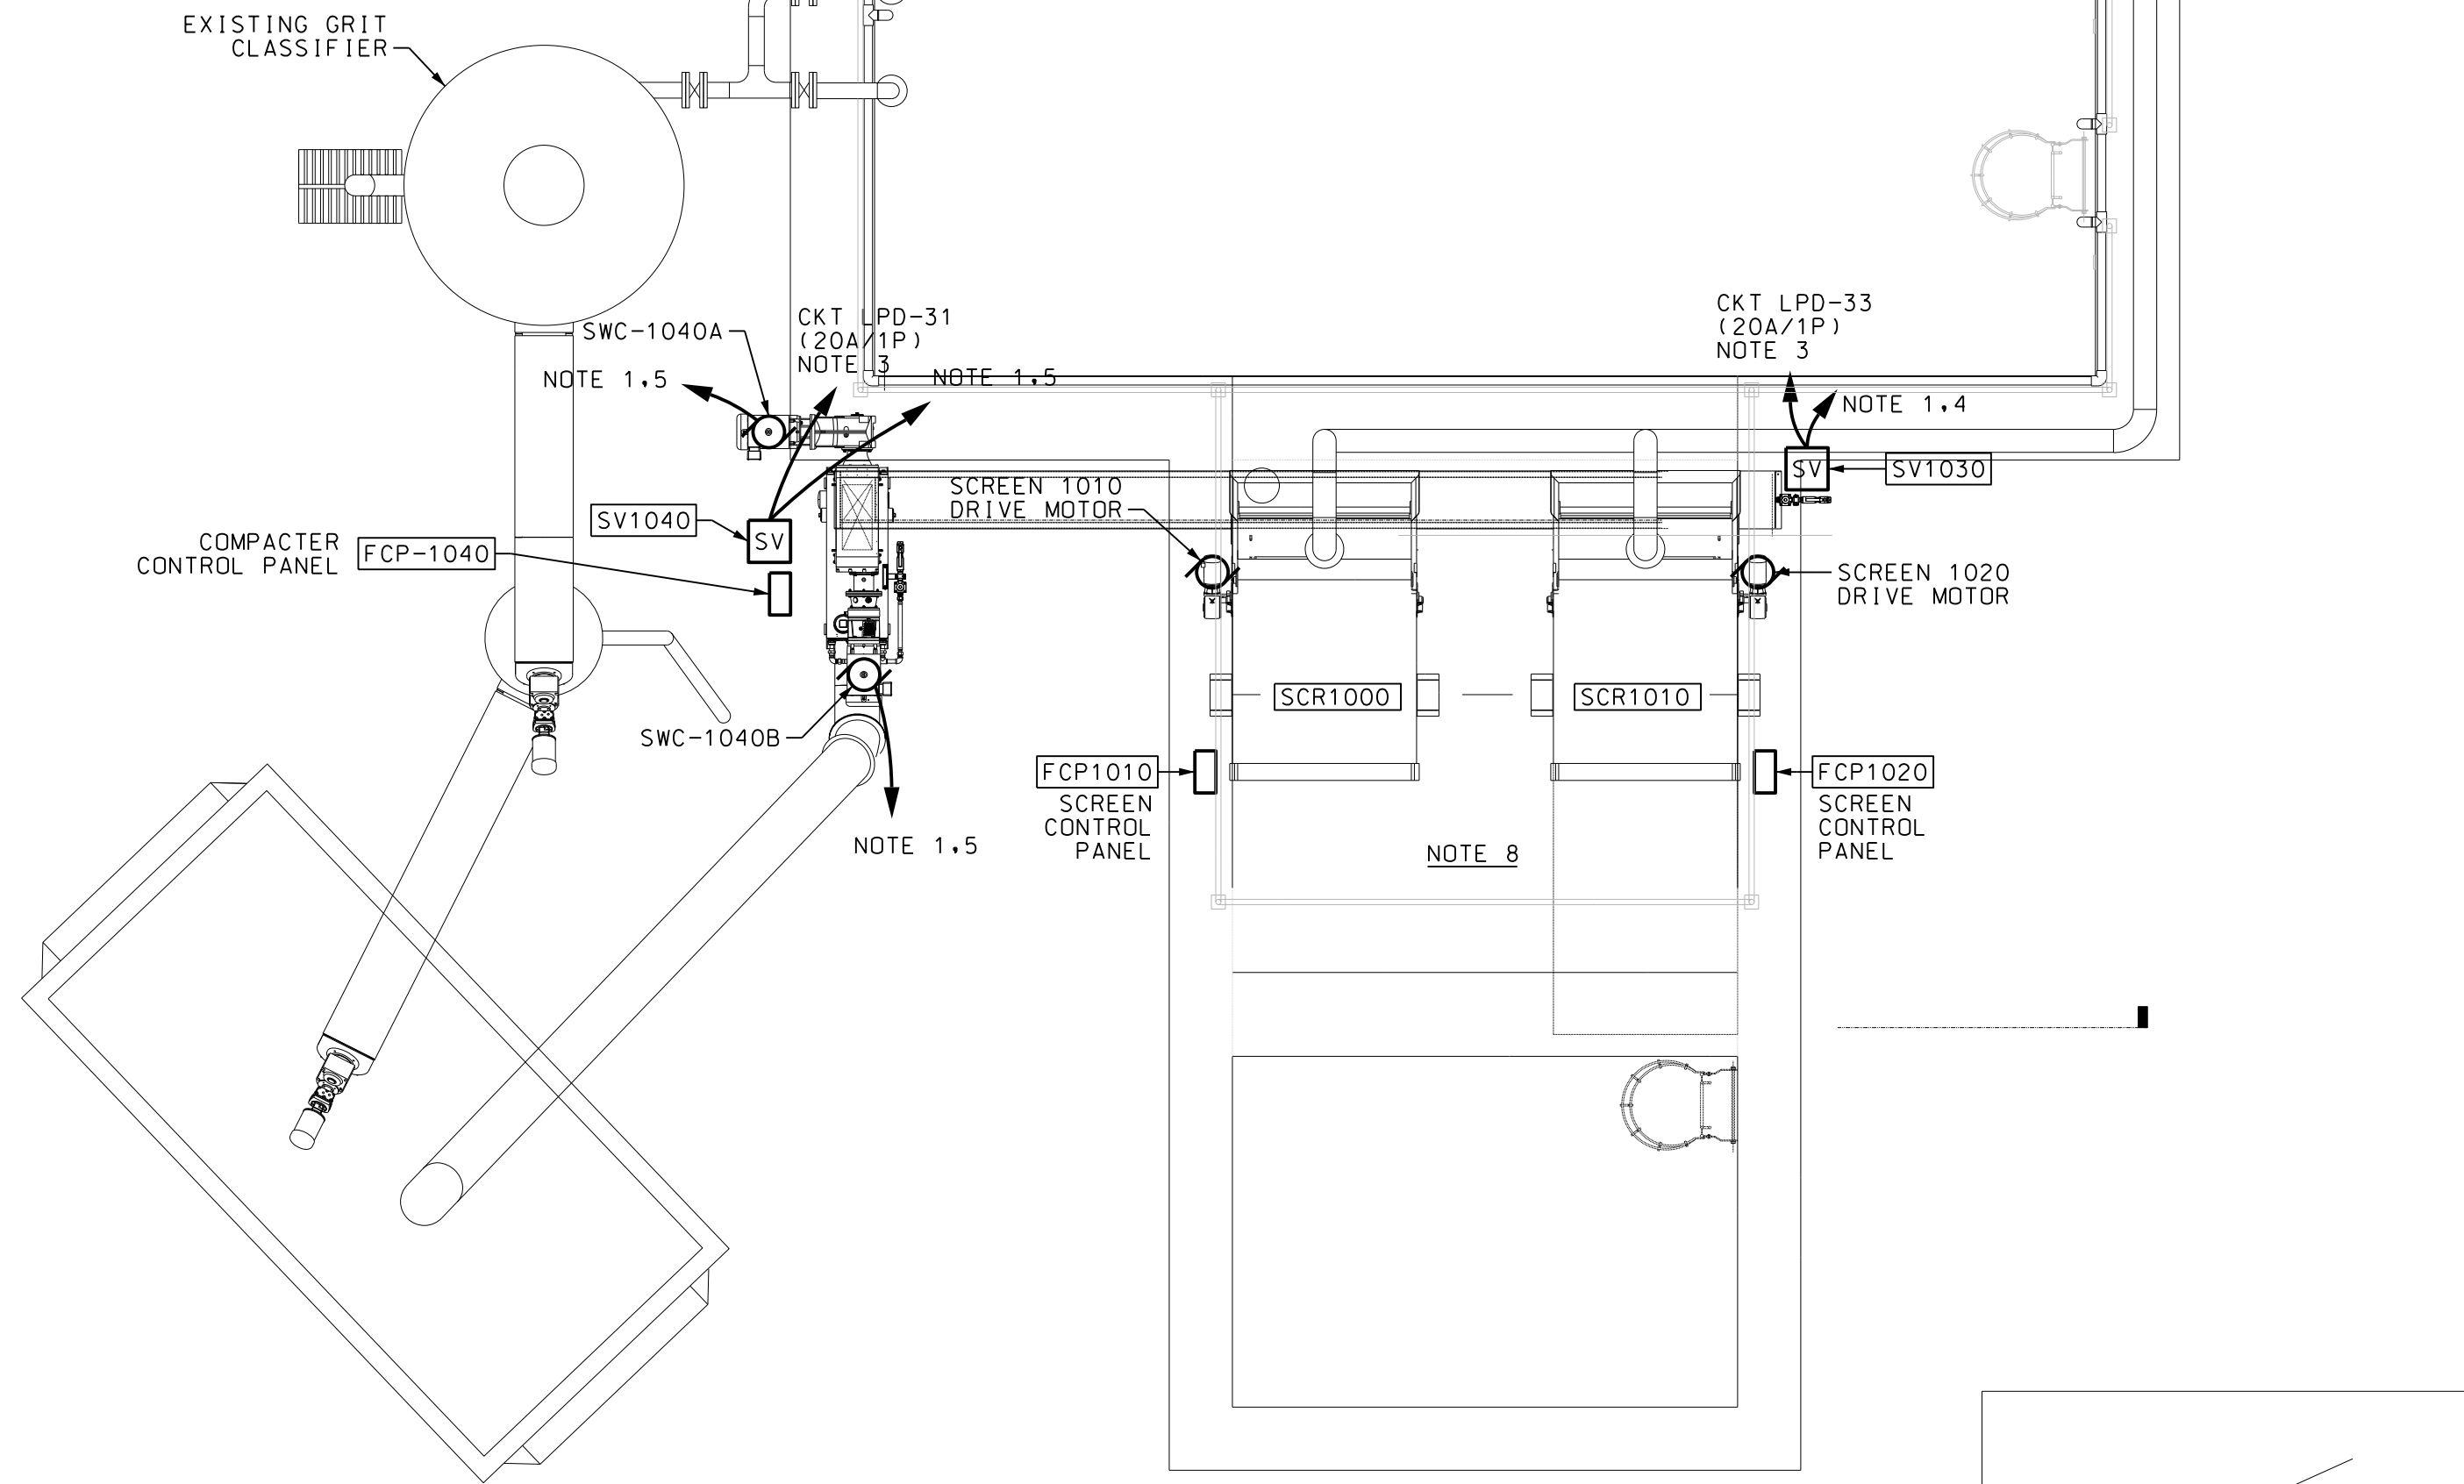 EXISTING GRIT
CLASSIFIER
SWC-1040A
NOTE 1,5
CKT LPD-31
(20A/1P)
NOTE 3
NOTE 1,5
CKT LPD-33
(20A/1P)
NOTE 3
NOTE 1,4
SV
SV1030
SCREEN 1010
DRIVE MOTOR
SV1040
SV
COMPACTER
CONTROL PANEL
FCP-1040
SCREEN 1020
DRIVE MOTOR
SCR1000
SCR1010
SWC-1040B
FCP1010
SCREEN
CONTROL
PANEL
FCP1020
SCREEN
CONTROL
PANEL
NOTE 1,5
NOTE 8